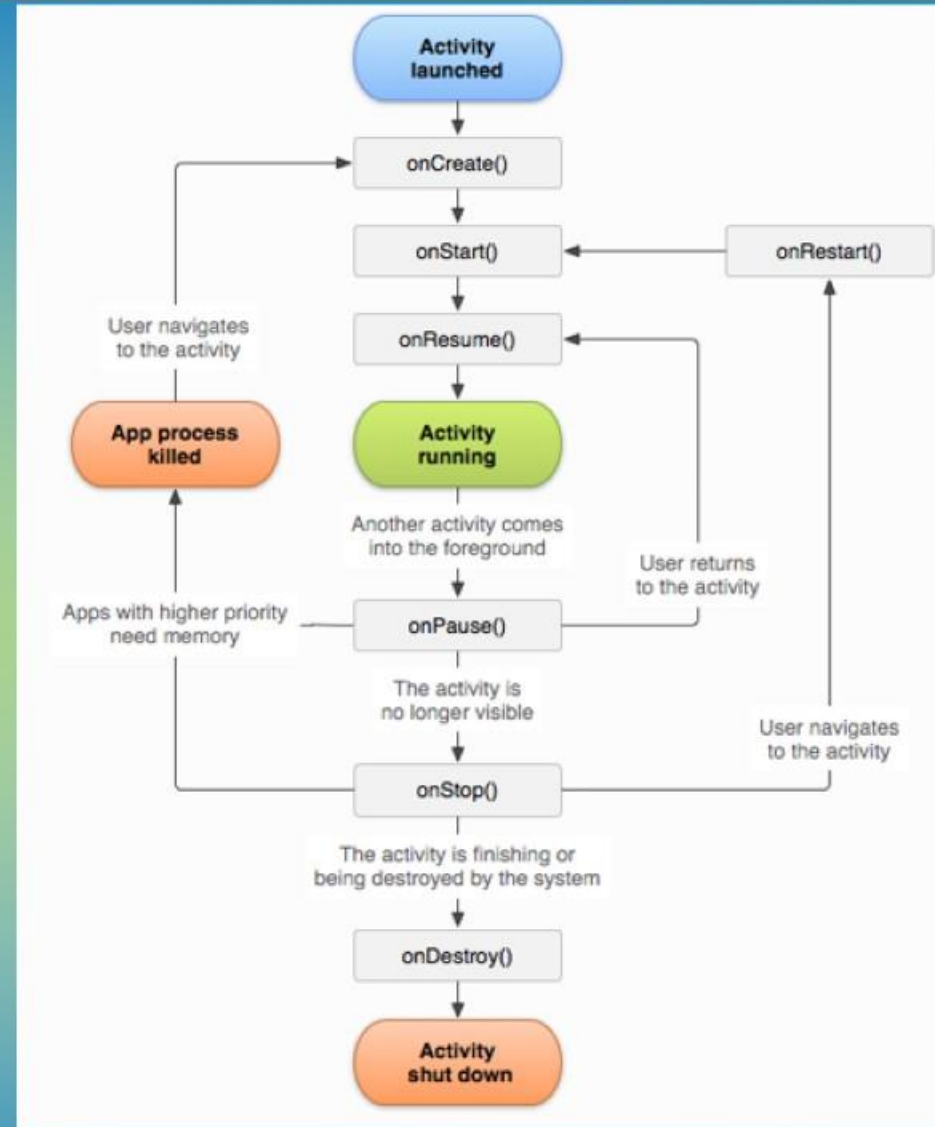 Activity
launched
onCreate()
onStart()
onRestart()
User navigates
to the activity
onResume()
App process
killed
Activity
running
Another activity comes
into the foreground
User returns
to the activity
Apps with higher priority
need memory
onPause()
The activity is
no longer visible
User navigates
to the activity
onStop()
The activity is finishing or
being destroyed by the system
onDestroy()
Activity
shut down